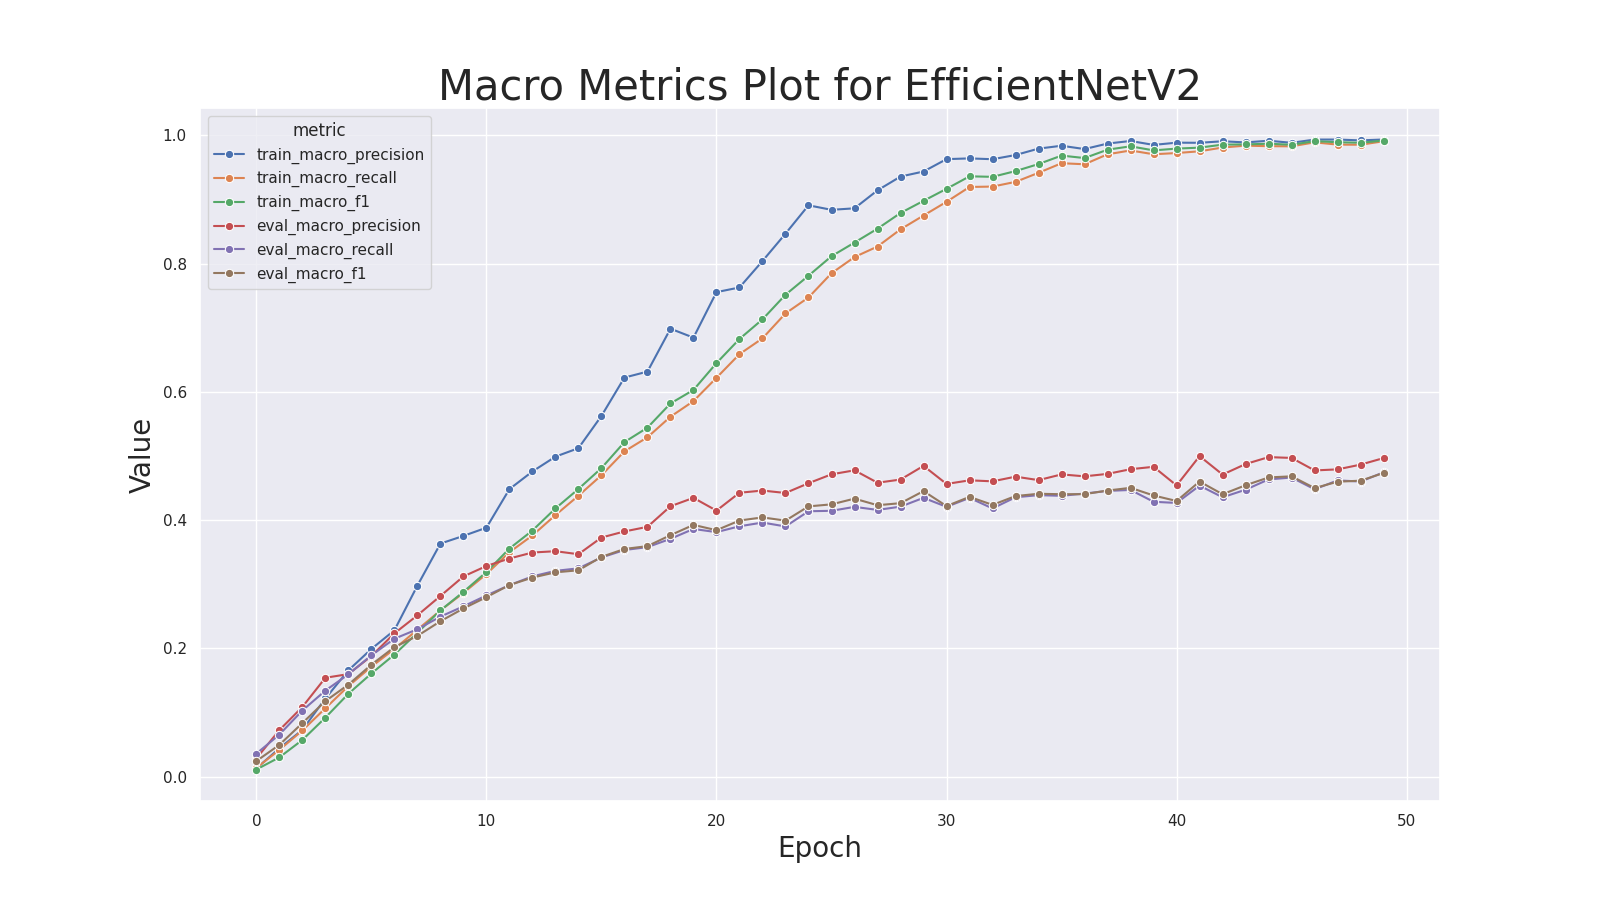 Macro Metrics Plot for EfficientNetV2
metric
train_macro_precision
train_macro_recall
train_macro_f1
eval_macro_precision
eval_macro_recall
eval_macro_f1
1.0
0.8
0.6
0.4
0.2
0.0
Value
0 10 20 30 40 50
Epoch